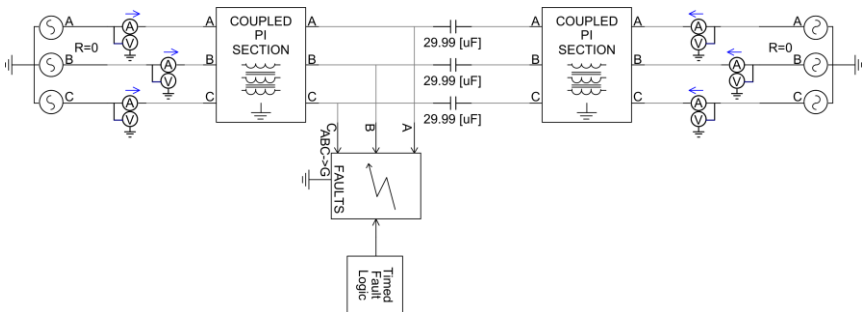 A
R=0
B
C
A
V
A
V
A
V
A
B
C
COUPLED
PI
SECTION
A
B
C
29.99 [uF]
29.99 [uF]
29.99 [uF]
A
B
C
COUPLED
PI
SECTION
A
B
C
A
V
A
V
A
V
A
R=0
B
C
C
B
A
ABC->G
FAULTS
Timed
Fault
Logic